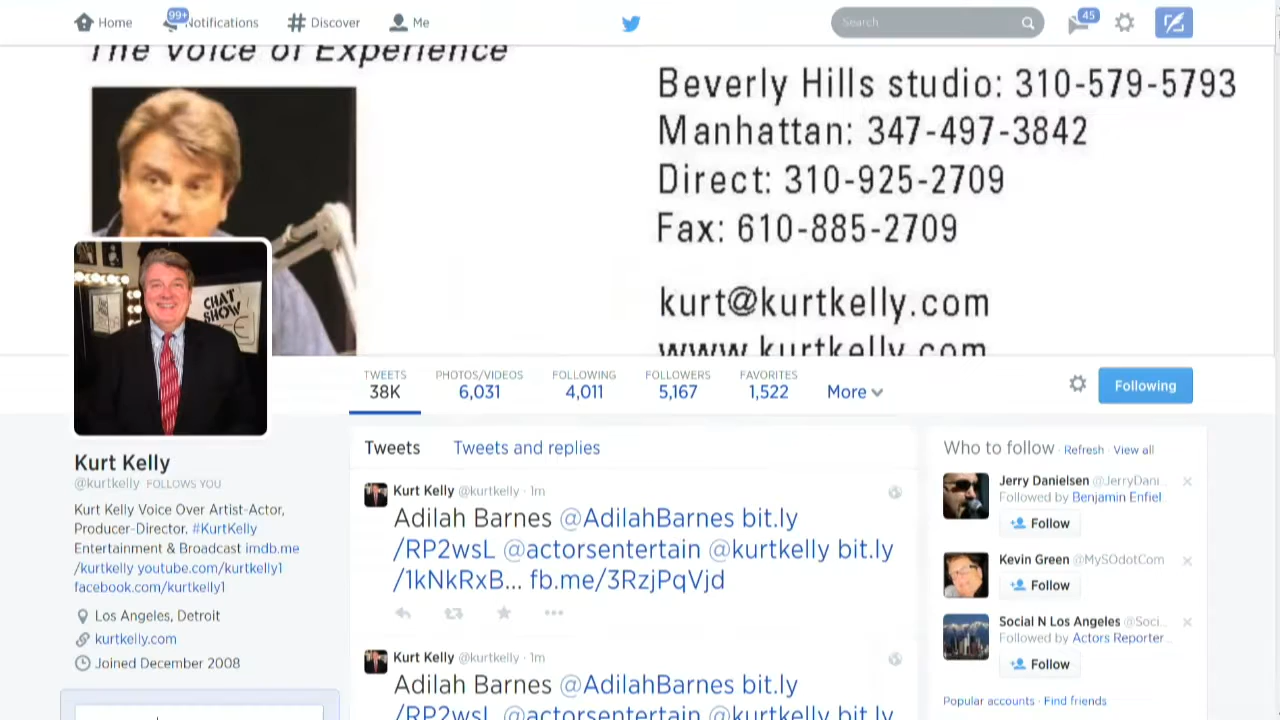 Home
99+
Notifications
Discover
Me
Search
45
The Voice of Experience
Beverly Hills studio: 310-579-5793
Manhattan: 347-497-3842
Direct: 310-925-2709
Fax: 610-885-2709
kurt@kurtkelly.com
www.kurtkelly.com
CHAT
SHOW
TWEETS
38K
PHOTOS/VIDEOS
6,031
FOLLOWING
4,011
FOLLOWERS
5,167
FAVORITES
1,522
More
Following
Kurt Kelly
@kurtkelly FOLLOWS YOU
Kurt Kelly Voice Over Artist-Actor,
Producer-Director. #KurtKelly
Entertainment & Broadcast imdb.me
/kurtkelly youtube.com/kurtkelly1
facebook.com/kurtkelly1
Los Angeles, Detroit
kurtkelly.com
Joined December 2008
Tweets
Tweets and replies
Kurt Kelly @kurtkelly · 1m
Adilah Barnes @AdilahBarnes bit.ly
/RP2wsL @actorsentertain @kurtkelly bit.ly
/1kNkRxB... fb.me/3RzjPqVjd
Kurt Kelly @kurtkelly · 1m
Adilah Barnes @AdilahBarnes bit.ly
/RP2wsL @actorsentertain @kurtkelly bit.ly
Who to follow · Refresh · View all
Jerry Danielsen @JerryDani...
Followed by Benjamin Enfiel...
Follow
Kevin Green @MySOdotCom
Follow
Social N Los Angeles @Soci...
Followed by Actors Reporter...
Follow
Popular accounts · Find friends